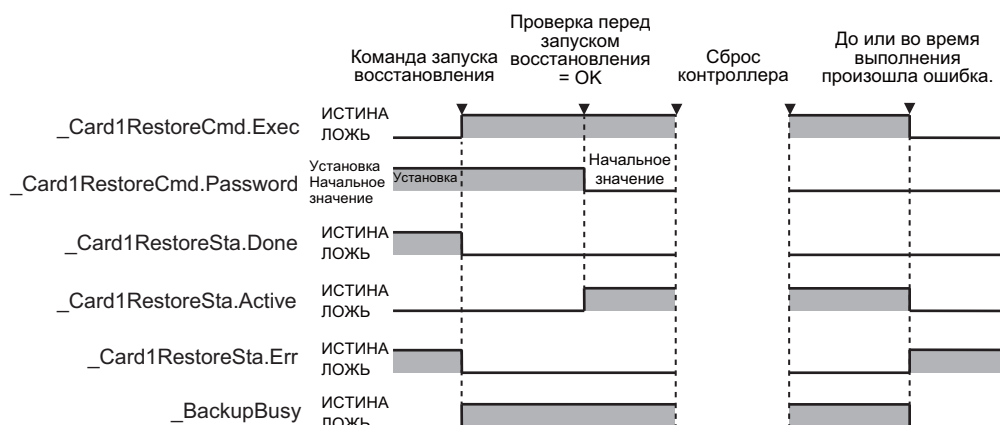 Команда запуска
восстановления
Проверка перед
запуском
восстановления
= OK
Сброс
контроллера
До или во время
выполнения
произошла ошибка.
_Card1RestoreCmd.Exec
ИСТИНА
ЛОЖЬ
_Card1RestoreCmd.Password
Установка
Начальное
значение
Установка
Начальное
значение
_Card1RestoreSta.Done
ИСТИНА
ЛОЖЬ
_Card1RestoreSta.Active
ИСТИНА
ЛОЖЬ
_Card1RestoreSta.Err
ИСТИНА
ЛОЖЬ
_BackupBusy
ИСТИНА
ЛОЖЬ